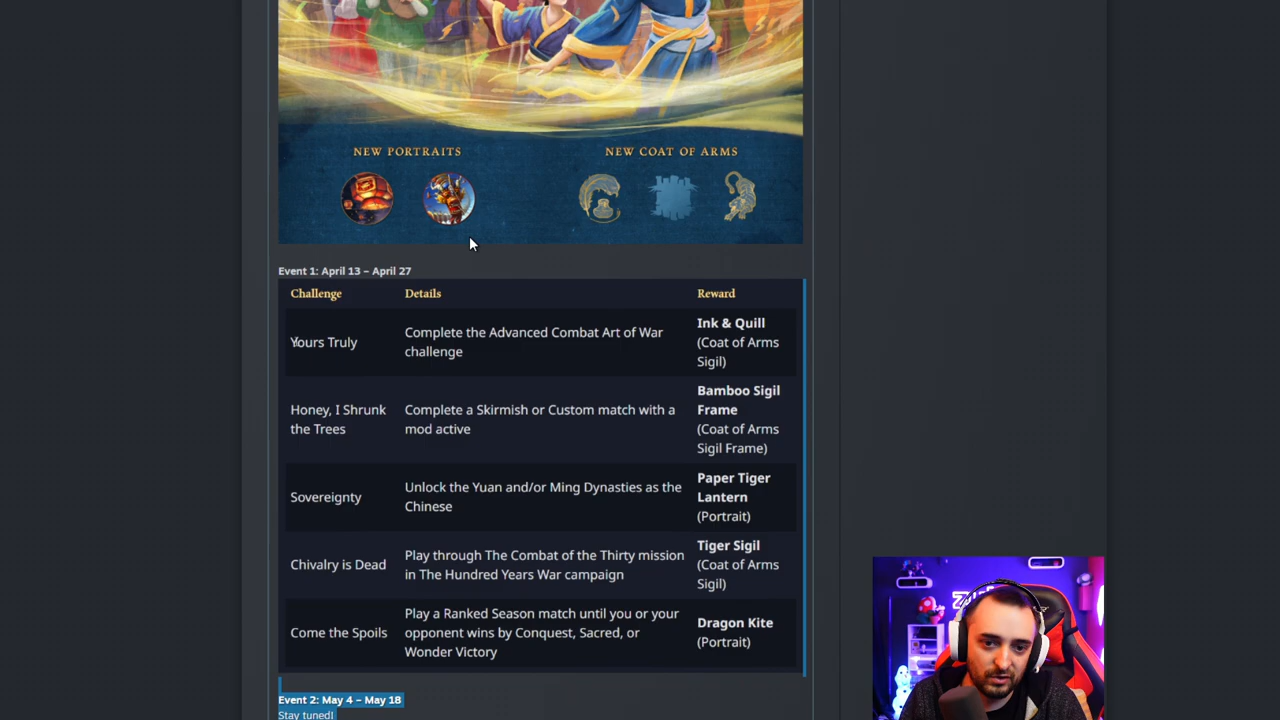 NEW PORTRAITS
NEW COAT OF ARMS
Event 1: April 13 – April 27
Challenge
Details
Reward
Yours Truly
Complete the Advanced Combat Art of War
challenge
Ink & Quill
(Coat of Arms
Sigil)
Honey, I Shrunk
the Trees
Complete a Skirmish or Custom match with a
mod active
Bamboo Sigil
Frame
(Coat of Arms
Sigil Frame)
Sovereignty
Unlock the Yuan and/or Ming Dynasties as the
Chinese
Paper Tiger
Lantern
(Portrait)
Chivalry is Dead
Play through The Combat of the Thirty mission
in The Hundred Years War campaign
Tiger Sigil
(Coat of Arms
Sigil)
Come the Spoils
Play a Ranked Season match until you or your
opponent wins by Conquest, Sacred, or
Wonder Victory
Dragon Kite
(Portrait)
Event 2: May 4 – May 18
Stay tuned!